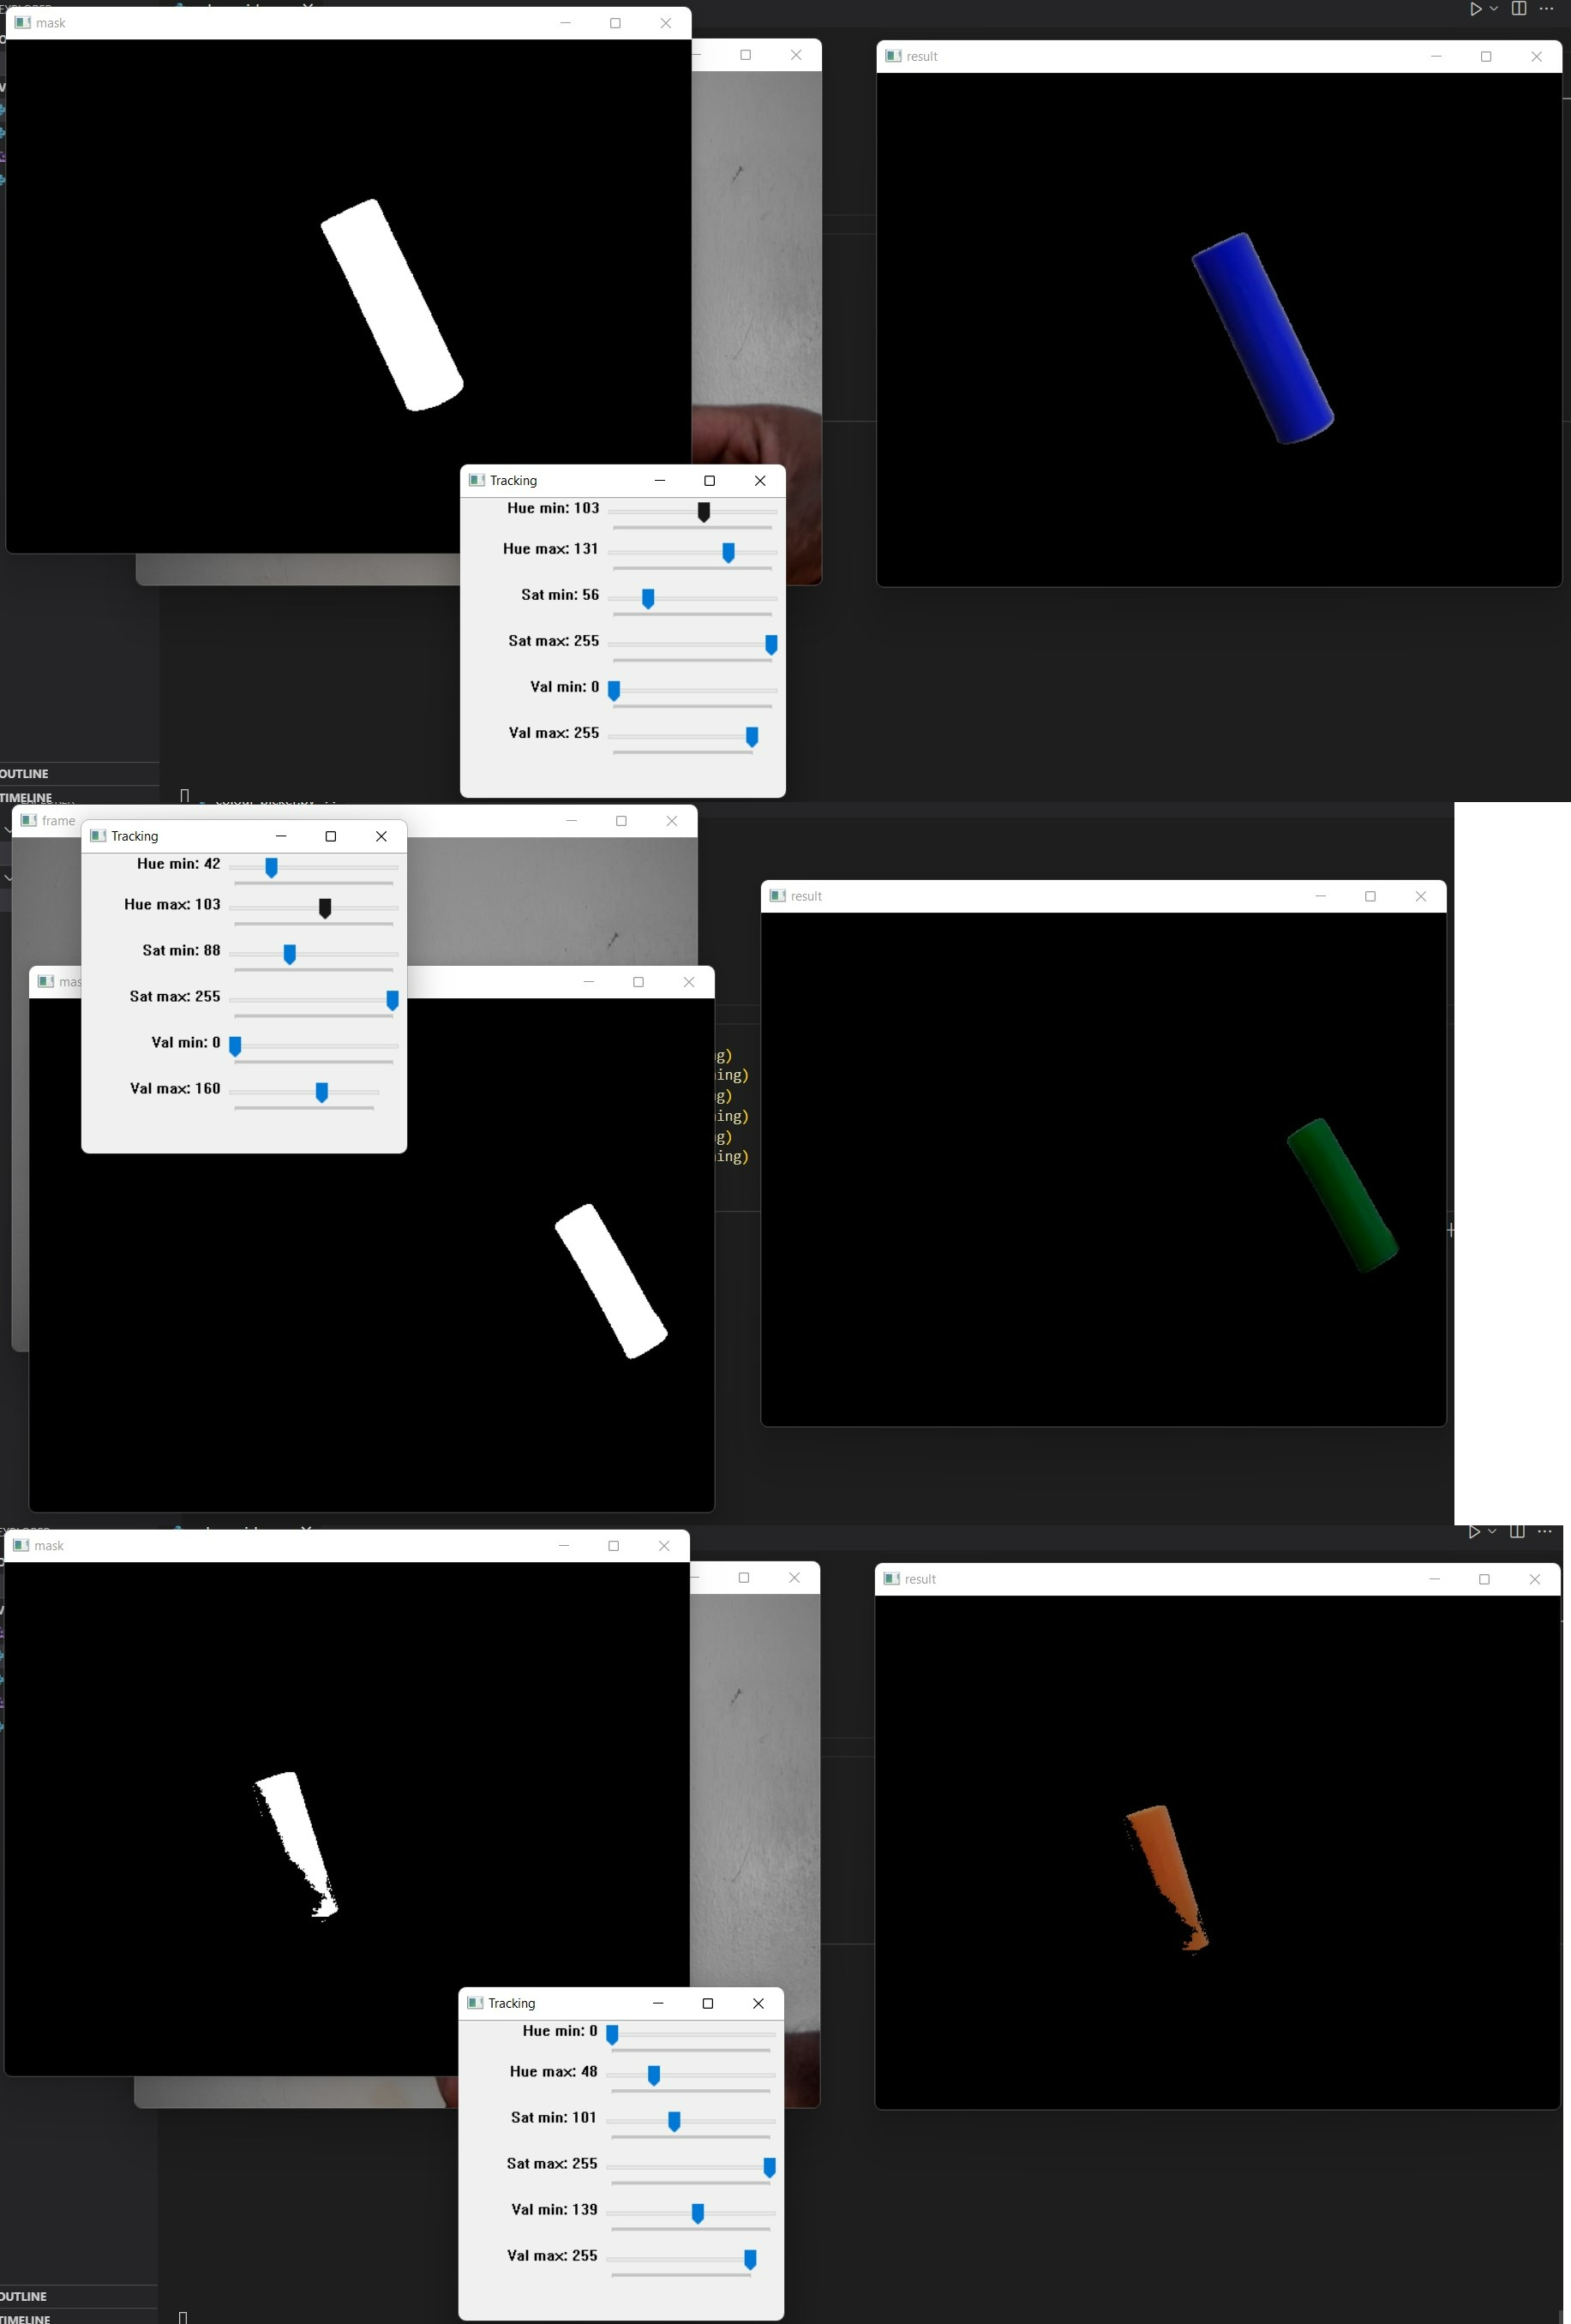 mask
result
Tracking
Hue min: 103
Hue max: 131
Sat min: 56
Sat max: 255
Val min: 0
Val max: 255
OUTLINE
TIMELINE
frame
Tracking
Hue min: 42
Hue max: 103
Sat min: 88
Sat max: 255
Val min: 0
Val max: 160
result
g)
ing)
g)
ing)
g)
ing)
mask
result
Tracking
Hue min: 0
Hue max: 48
Sat min: 101
Sat max: 255
Val min: 139
Val max: 255
OUTLINE
TIMELINE